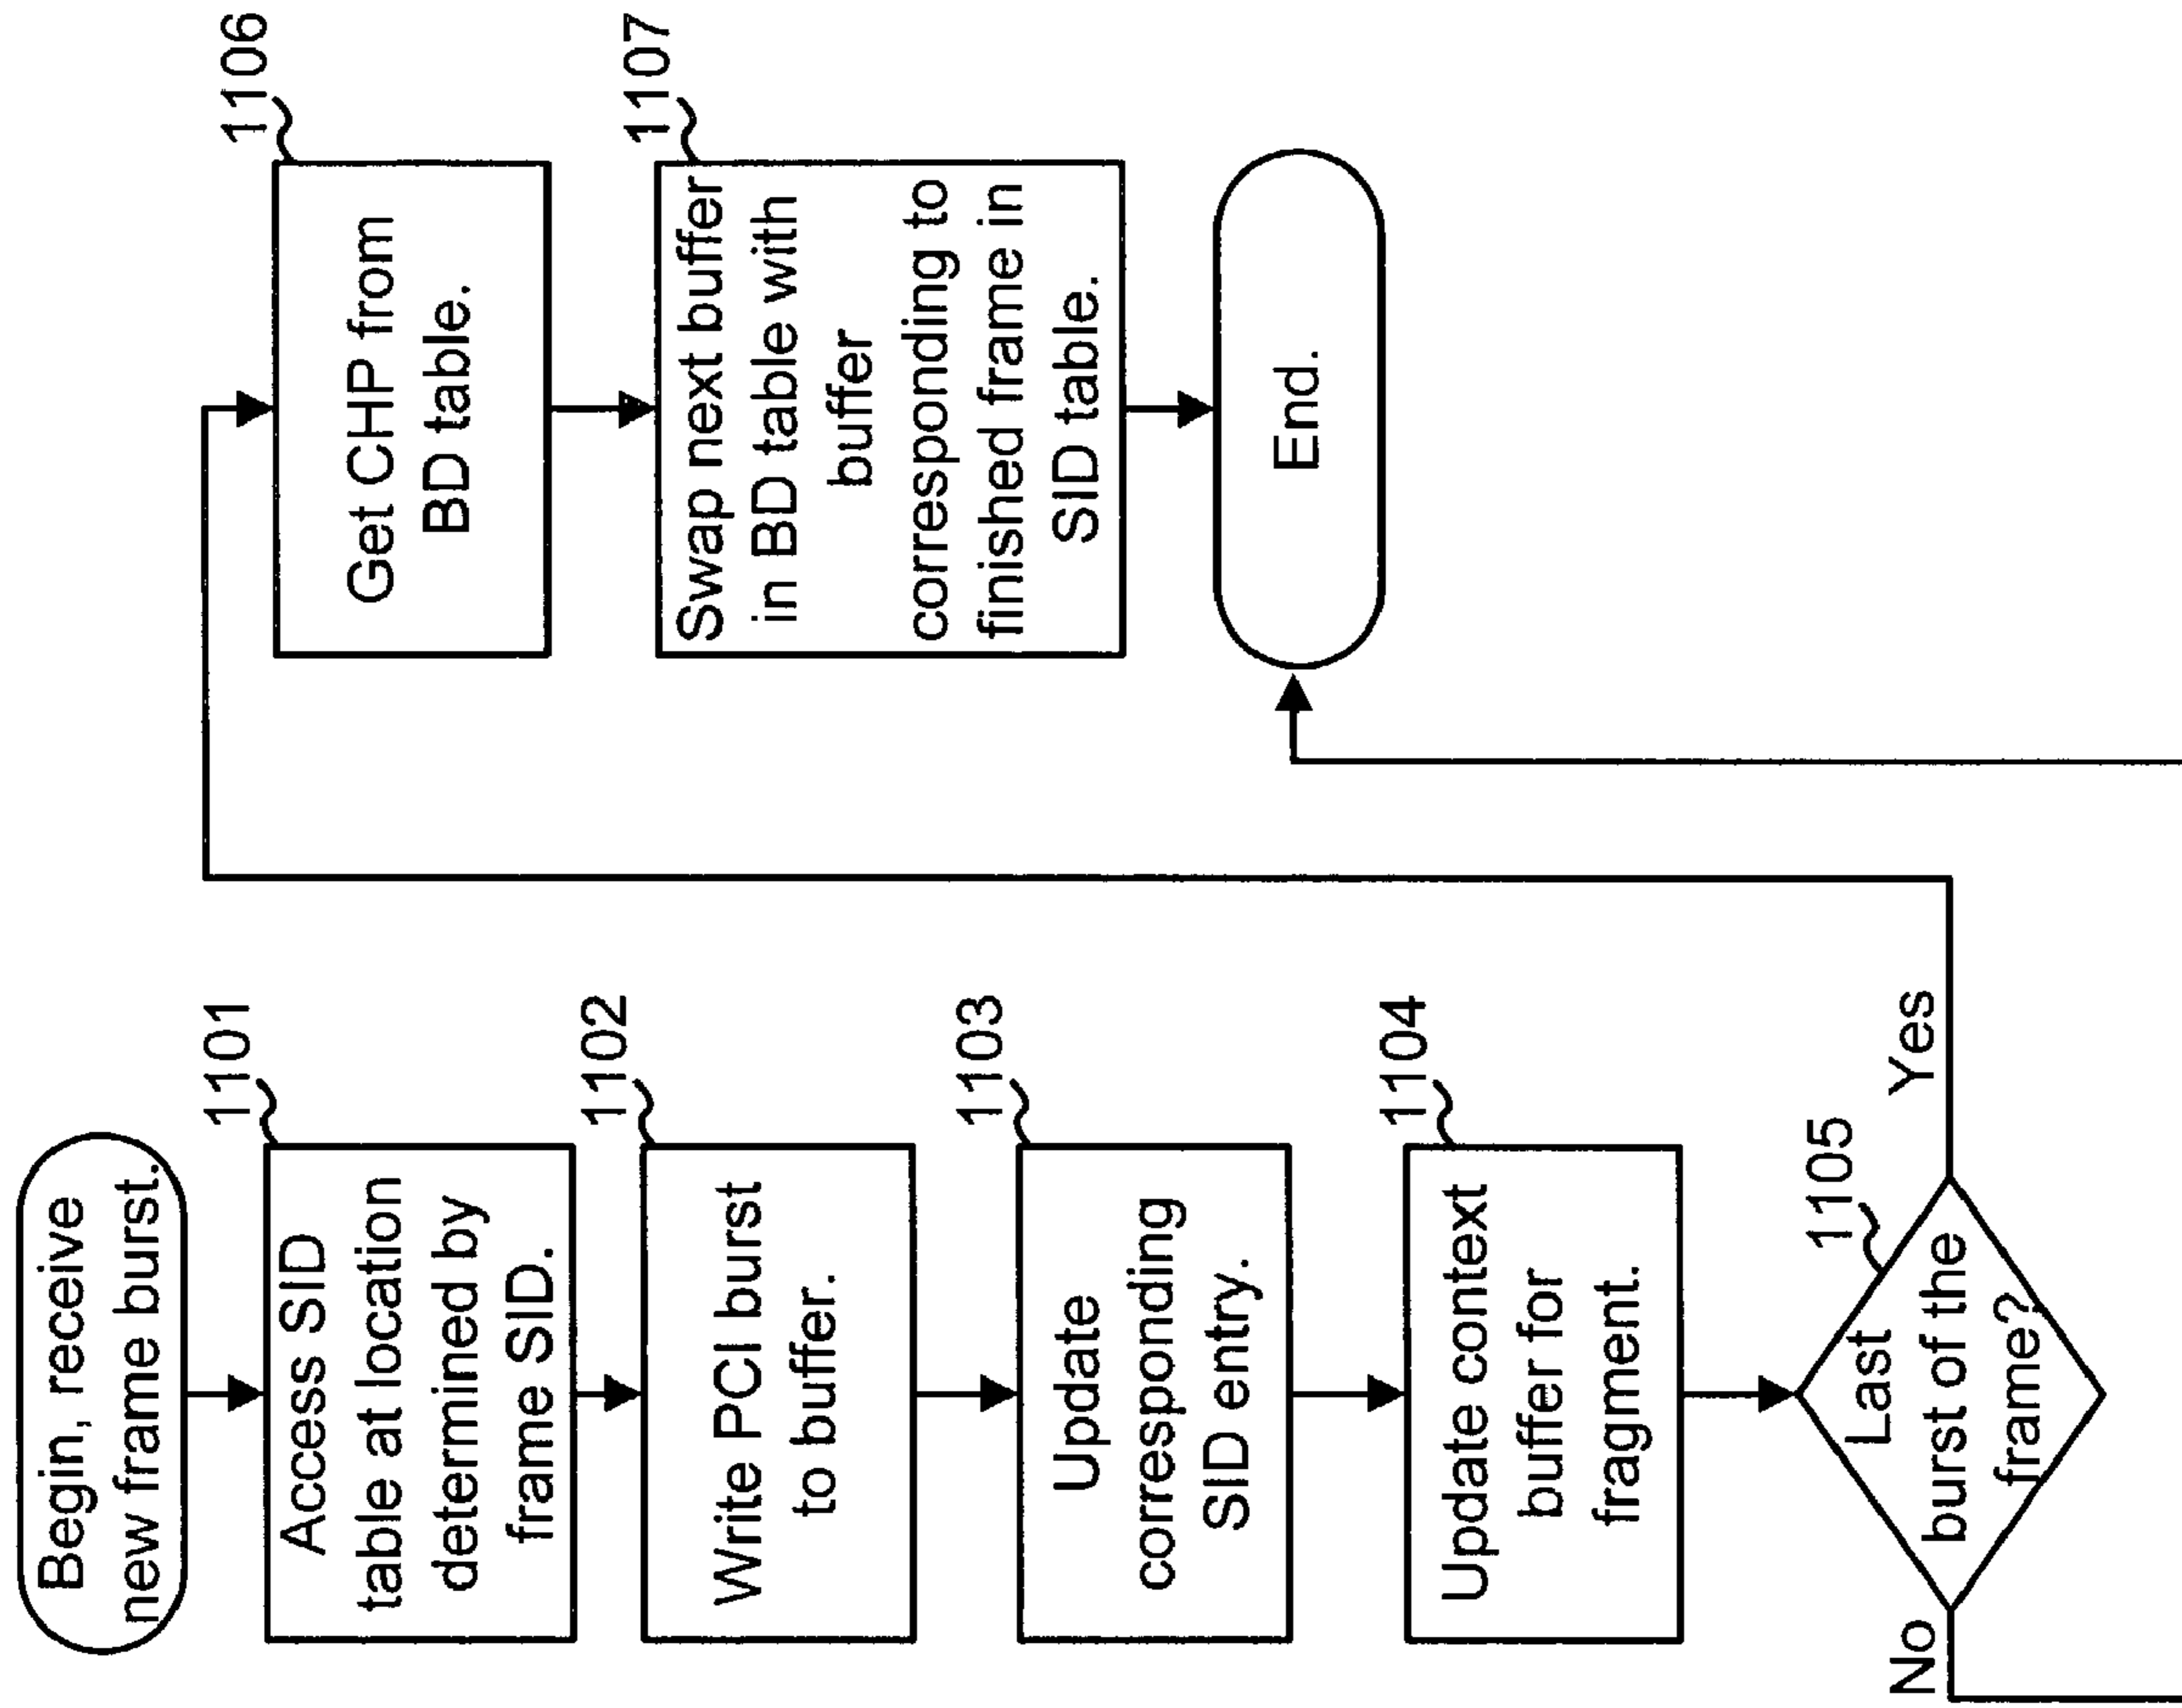 Begin, receive
new frame burst.
1101
Access SID
table at location
determined by
frame SID.
1102
Write PCI burst
to buffer.
1103
Update
corresponding
SID entry.
1104
Update context
buffer for
fragment.
1105
Last
burst of the
frame?
No
Yes
1106
Get CHP from
BD table.
1107
Swap next buffer
in BD table with
buffer
corresponding to
finished frame in
SID table.
End.